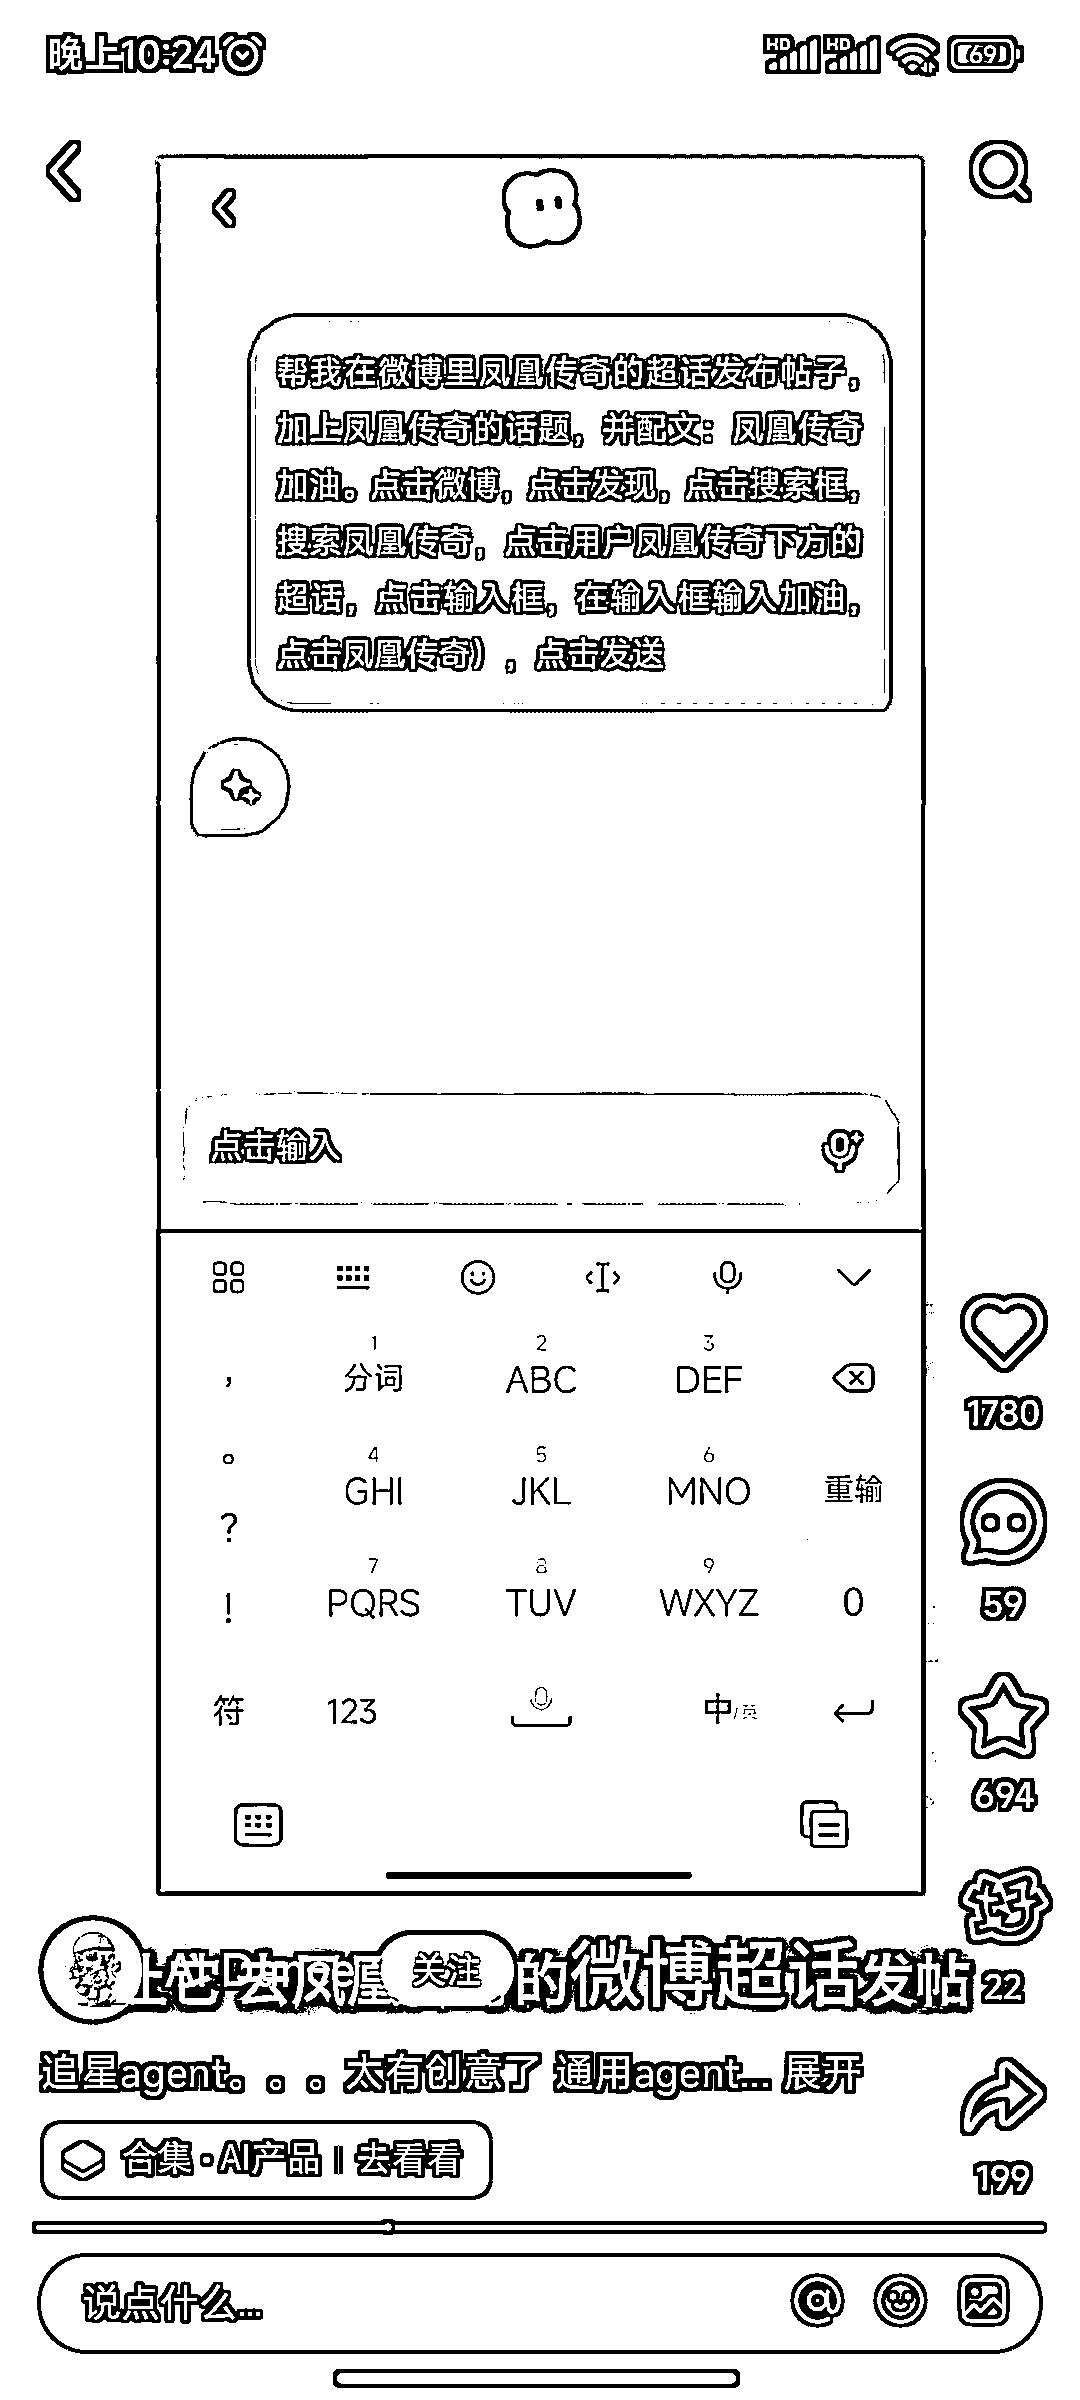 晚上10:24
HD HD 69
帮我在微博里凤凰传奇的超话发布帖子，
加上凤凰传奇的话题，并配文：凤凰传奇
加油。点击微博，点击发现，点击搜索框，
搜索凤凰传奇，点击用户凤凰传奇下方的
超话，点击输入框，在输入框输入加油，
点击凤凰传奇），点击发送
点击输入
1 2 3
， 分词 ABC DEF
4 5 6
。 GHI JKL MNO 重输
?
7 8 9
! PQRS TUV WXYZ 0
符 123 中/英
1780
59
694
22
199
关注
的微博超话发帖
追星agent。。。太有创意了 通用agent... 展开
合集·AI产品 | 去看看
说点什么...